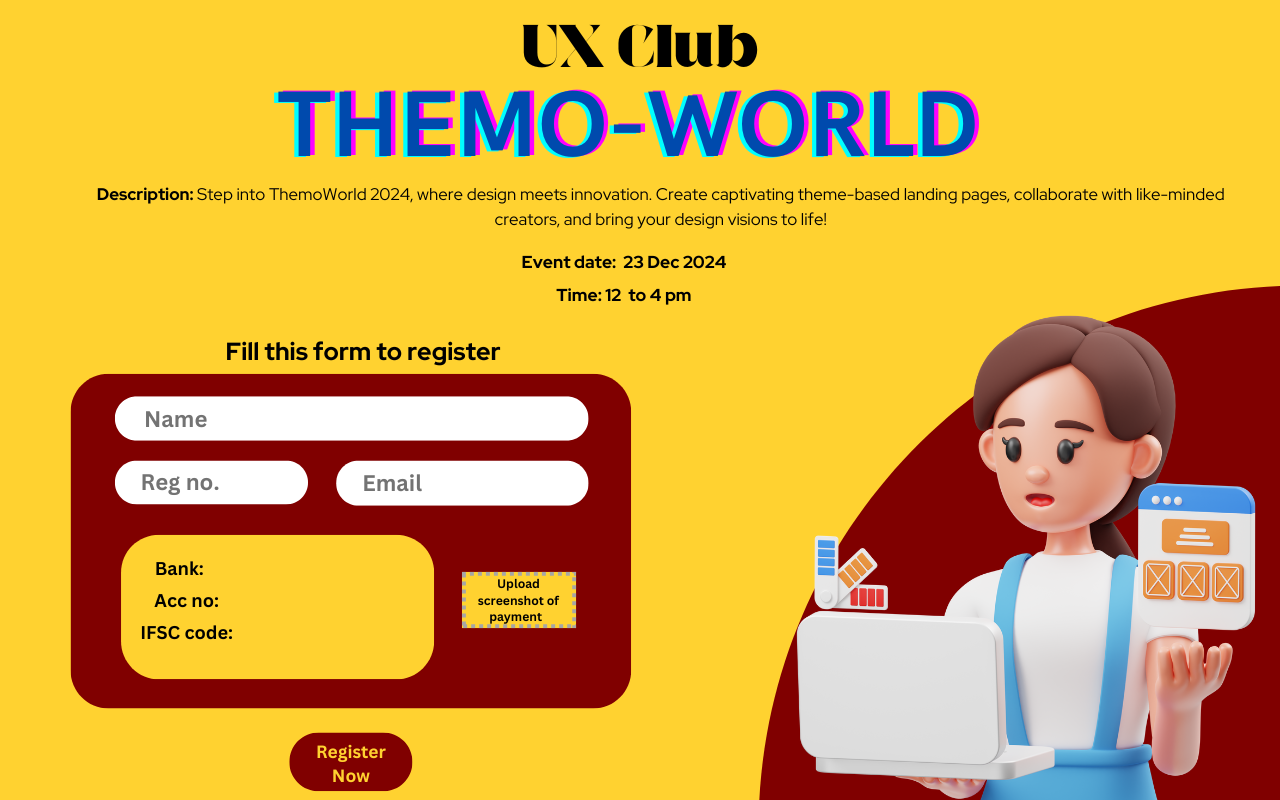 UX Club
THEMO-WORLD
Description: Step into ThemoWorld 2024, where design meets innovation. Create captivating theme-based landing pages, collaborate with like-minded
creators, and bring your design visions to life!
Event date:  23 Dec 2024
Time: 12  to 4 pm
Fill this form to register
Name
Reg no.
Email
Bank:
Acc no:
IFSC code:
Upload
screenshot of
payment
Register
Now